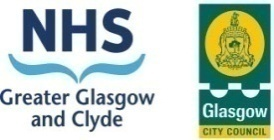 NHS
Greater Glasgow
and Clyde
Glasgow
CITY COUNCIL